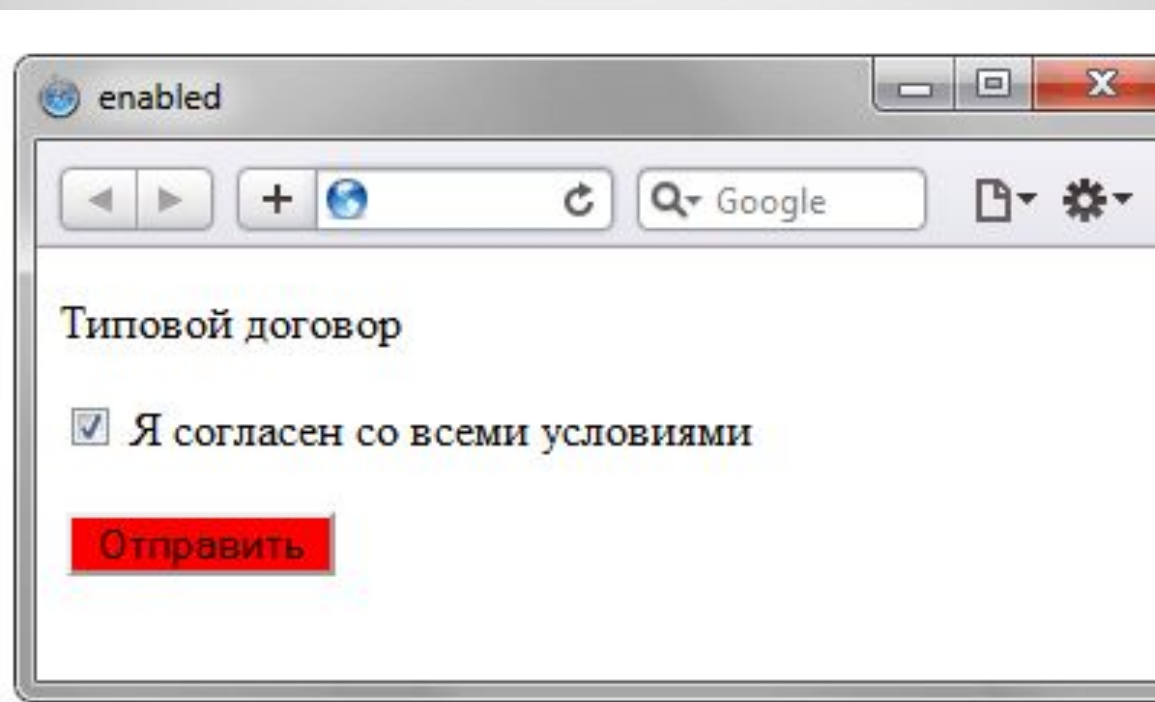 enabled
Google
Типовой договор
Я согласен со всеми условиями
Отправить